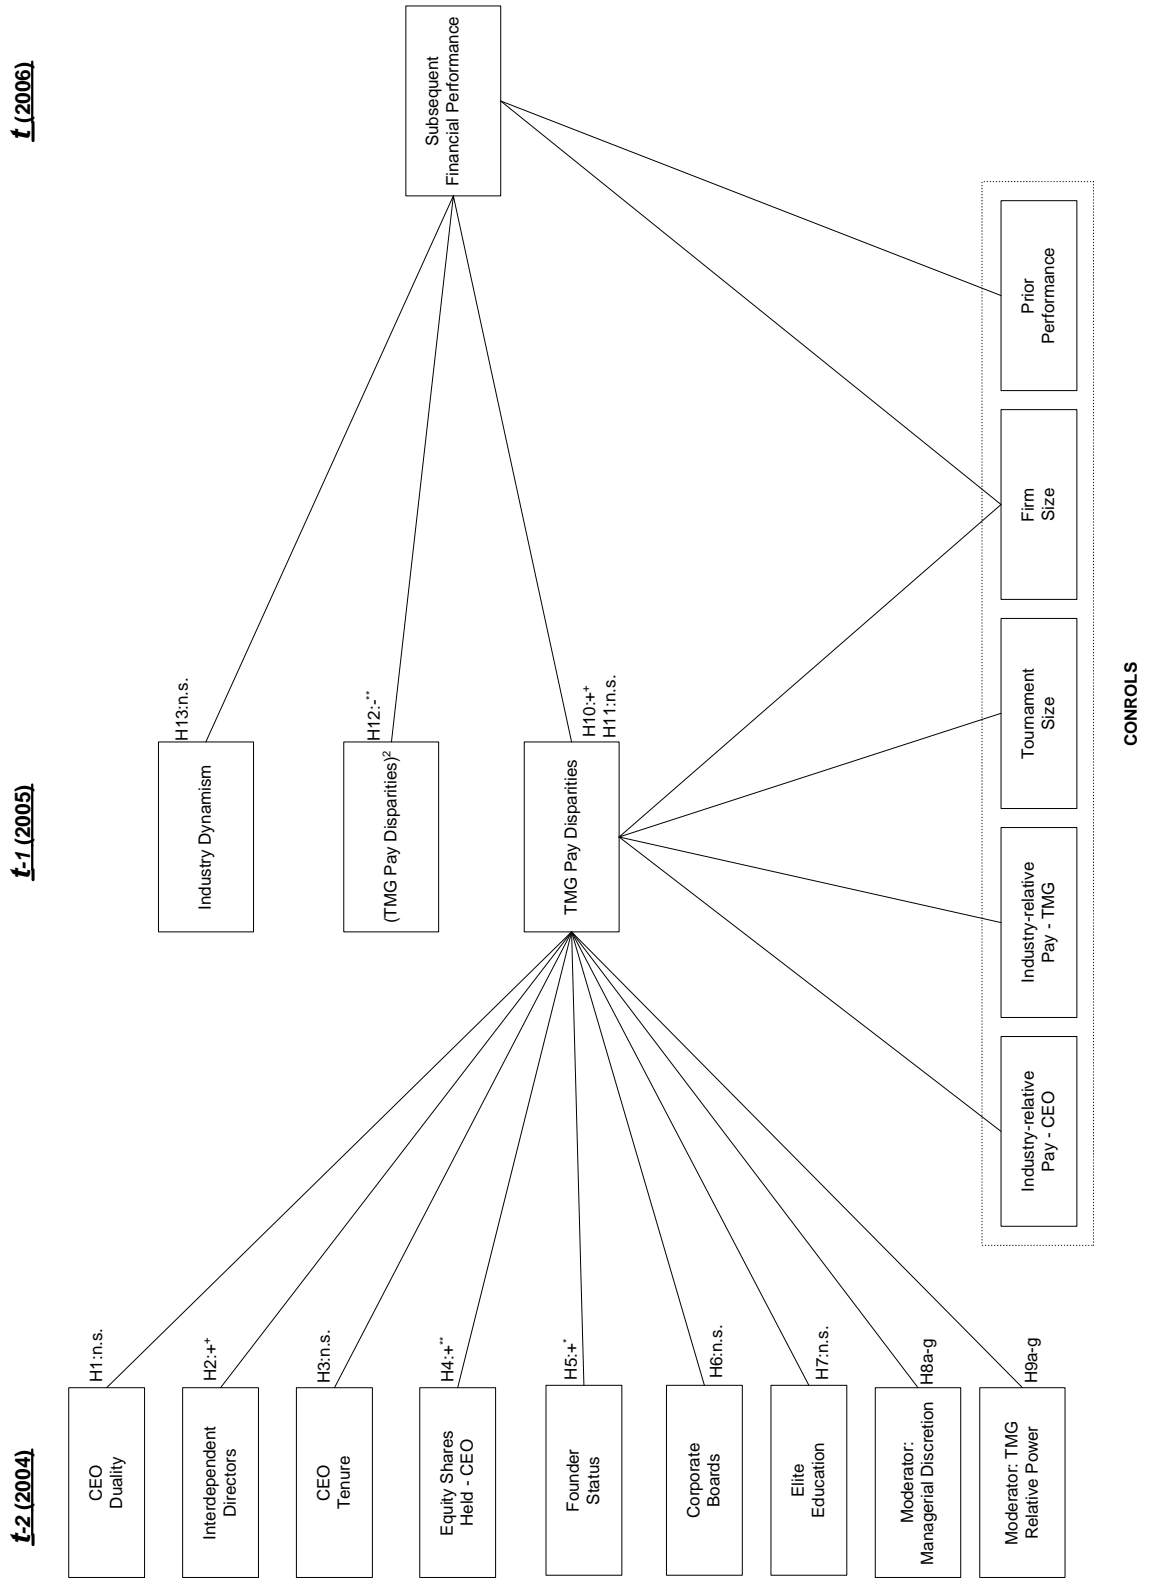 t-2 (2004)
t-1 (2005)
t (2006)
CEO
Duality
H1:n.s.
Interdependent
Directors
H2:+⁺
CEO
Tenure
H3:n.s.
Equity Shares
Held - CEO
H4:+**
Founder
Status
H5:+*
Corporate
Boards
H6:n.s.
Elite
Education
H7:n.s.
Moderator:
Managerial Discretion
H8a-g
Moderator: TMG
Relative Power
H9a-g
Industry Dynamism
H13:n.s.
(TMG Pay Disparities)²
H12:-**
TMG Pay Disparities
H10:+⁺
H11:n.s.
Subsequent
Financial Performance
Industry-relative
Pay - CEO
Industry-relative
Pay - TMG
Tournament
Size
Firm
Size
Prior
Performance
CONROLS